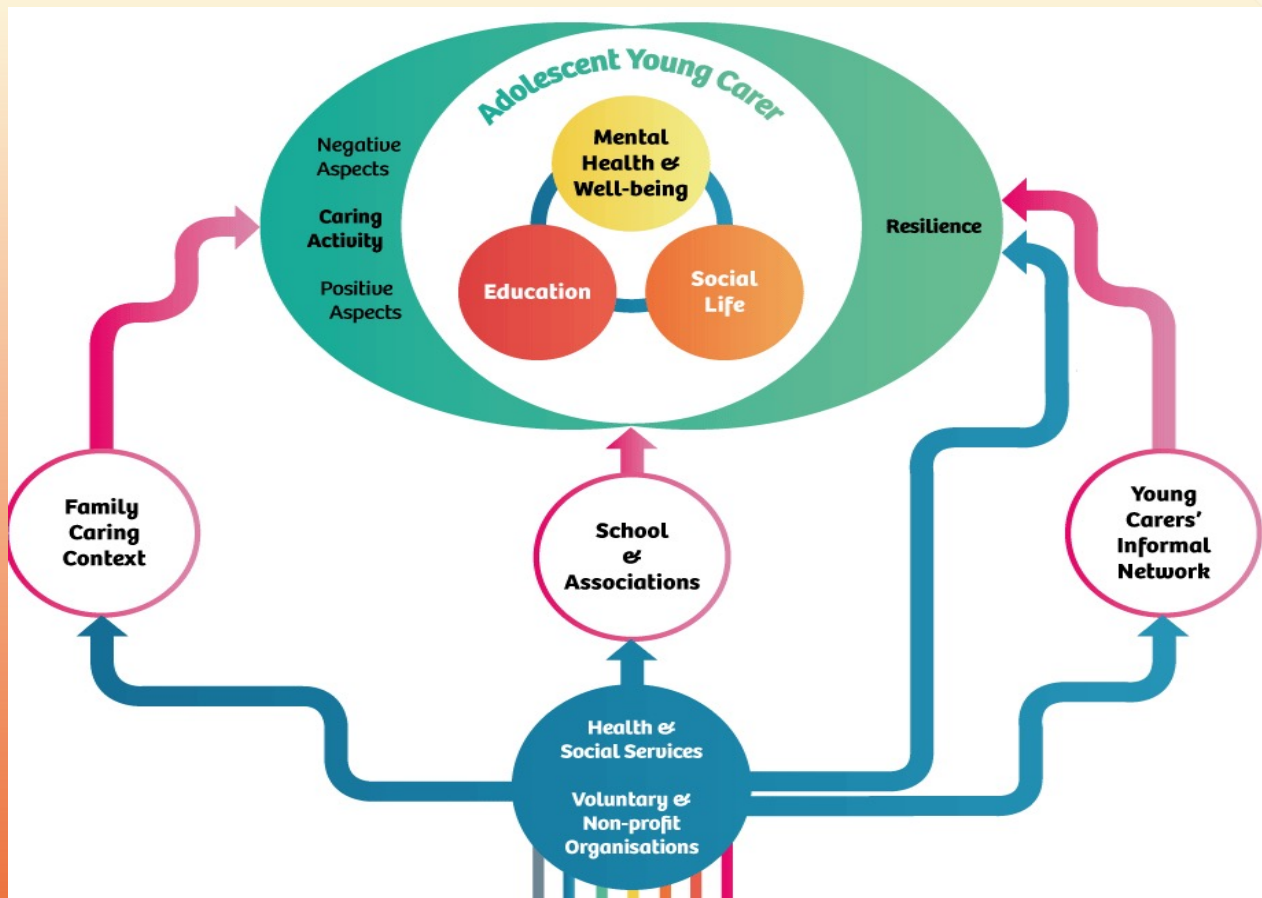 Adolescent Young Carer
Mental
Health &
Well-being
Negative
Aspects
Caring
Activity
Positive
Aspects
Resilience
Education
Social
Life
Family
Caring
Context
School
&
Associations
Young
Carers’
Informal
Network
Health &
Social Services
Voluntary &
Non-profit
Organisations